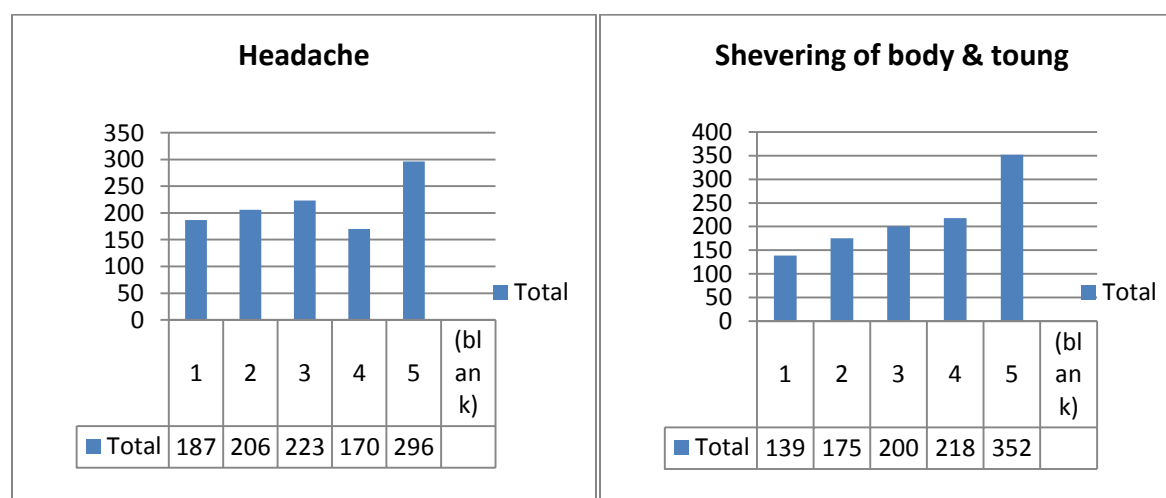 Headache
350
300
250
200
150
100
50
0
Total
1 2 3 4 5 (bl
an
k)
Total 187 206 223 170 296
Shevering of body & toung
400
350
300
250
200
150
100
50
0
Total
1 2 3 4 5 (bl
an
k)
Total 139 175 200 218 352